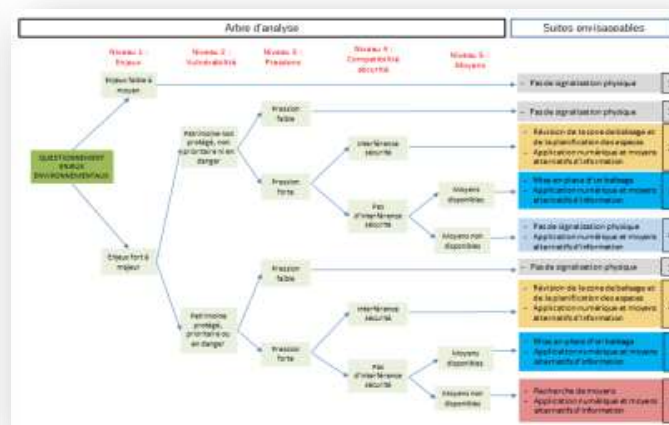 Arbre d'analyse
Suites envisageables
Niveau 1 :
Enjeux
Niveau 2 :
Vulnérabilité
Niveau 3 :
Pressions
Niveau 4 :
Compatibilité
sécurité
Niveau 5 :
Moyens
Enjeu faible à
moyen
- Pas de signalisation physique
Pression
faible
- Pas de signalisation physique
Patrimoine non
protégé, non
prioritaire ni en
danger
Interférence
sécurité
- Révision de la zone de balisage et
de la planification des espaces
- Application numérique et moyens
alternatifs d'information
QUESTIONNEMENT
ENJEUX
ENVIRONNEMENTAUX
Pression
forte
Moyens
disponibles
- Mise en place d'un balisage
- Application numérique et moyens
alternatifs d'information
Pas
d'interférence
sécurité
Moyens non
disponibles
- Pas de signalisation physique
- Application numérique et moyens
alternatifs d'information
Enjeu fort à
majeur
Pression
faible
- Pas de signalisation physique
Patrimoine
protégé,
prioritaire ou
en danger
Interférence
sécurité
- Révision de la zone de balisage et
de la planification des espaces
- Application numérique et moyens
alternatifs d'information
Pression
forte
Moyens
disponibles
- Mise en place d'un balisage
- Application numérique et moyens
alternatifs d'information
Pas
d'interférence
sécurité
Moyens non
disponibles
- Recherche de moyens
- Application numérique et moyens
alternatifs d'information